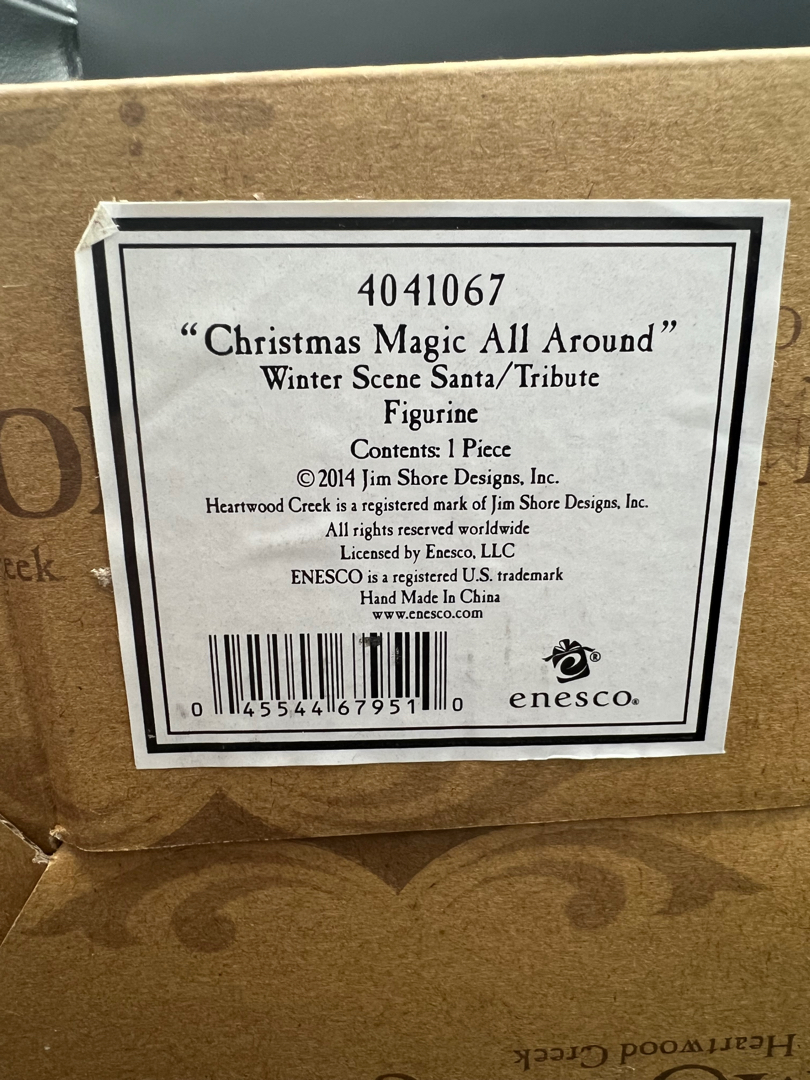 4041067
“Christmas Magic All Around”
Winter Scene Santa/Tribute
Figurine
Contents: 1 Piece
©2014 Jim Shore Designs, Inc.
Heartwood Creek is a registered mark of Jim Shore Designs, Inc.
All rights reserved worldwide
Licensed by Enesco, LLC
ENESCO is a registered U.S. trademark
Hand Made In China
www.enesco.com
0 45544 67951 0
enesco®
eek
Heartwood Creek